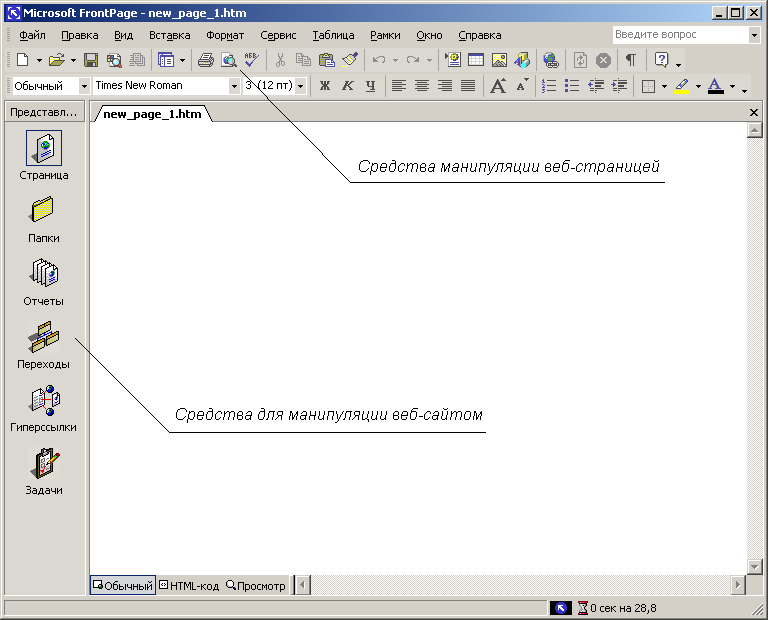 Microsoft FrontPage - new_page_1.htm
Файл Правка Вид Вставка Формат Сервис Таблица Рамки Окно Справка Введите вопрос
Обычный Times New Roman 3 (12 пт) Ж К Ч
Представл...
new_page_1.htm
Средства манипуляции веб-страницей
Страница
Папки
Отчеты
Переходы
Средства для манипуляции веб-сайтом
Гиперссылки
Задачи
Обычный HTML-код Просмотр
0 сек на 28,8